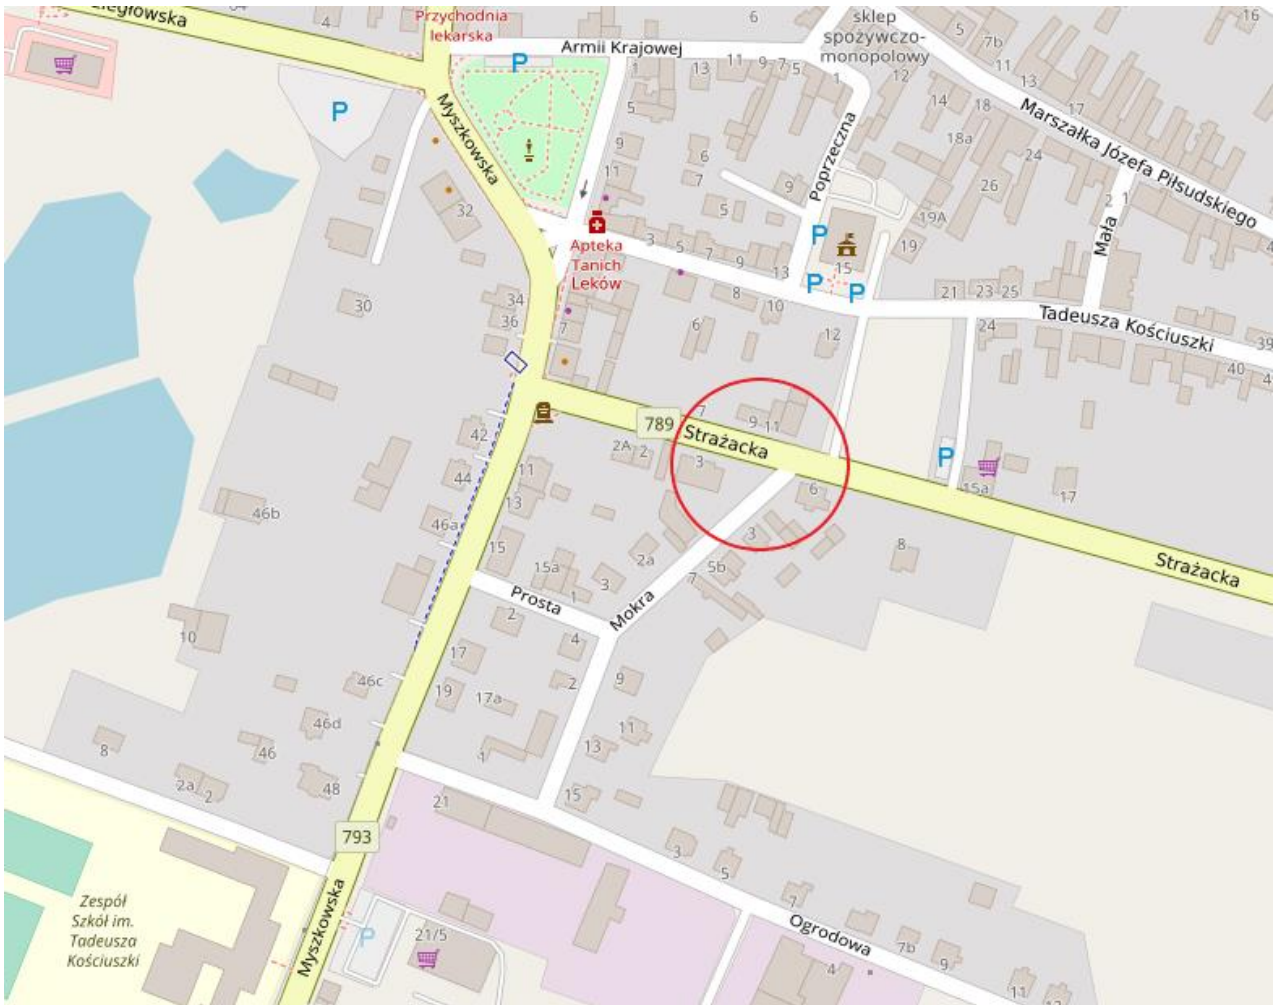 Przychodnia
lekarska
4
6
sklep
spożywczo-
monopolowy
5
7b
11
13
16
Armii Krajowej
P
1
13
11
9
7
5
1
12
14
18
17
Marszałka Józefa Piłsudskiego
P
Myszkowska
5
9
11
6
7
5
9
Poprzeczna
18a
24
26
19A
19
2
1
Mała
32
Apteka
Tanich
Leków
3
5
7
9
13
P
15
P
P
8
10
12
21
23
25
24
Tadeusza Kościuszki
39
40
30
34
36
7
6
789
7
9
11
Strażacka
2A
2
3
6
P
15a
17
42
44
46a
46b
11
13
15
15a
1
3
2a
3
5b
7
8
Strażacka
Prosta
Mokra
2
4
2
9
10
17
19
17a
1
46c
46d
46
48
8
2a
2
11
13
15
21
793
3
5
7
Ogrodowa
7b
9
11
4
Zespół
Szkół im.
Tadeusza
Kościuszki
Myszkowska
P
21/5